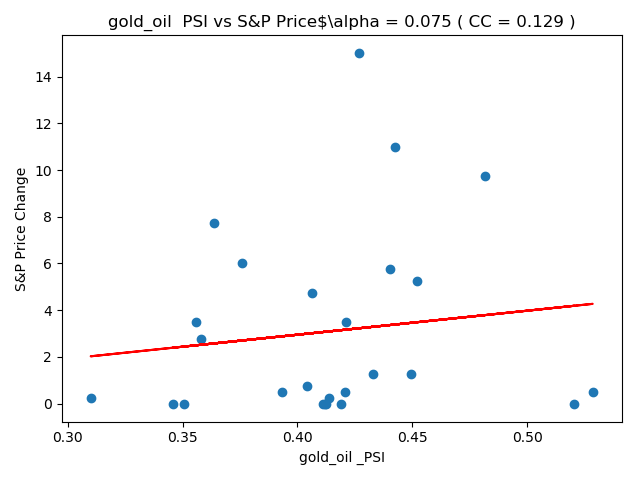 gold_oil  PSI vs S&P Price$\alpha = 0.075 ( CC = 0.129 )
S&P Price Change
14
12
10
8
6
4
2
0
0.30 0.35 0.40 0.45 0.50
gold_oil _PSI